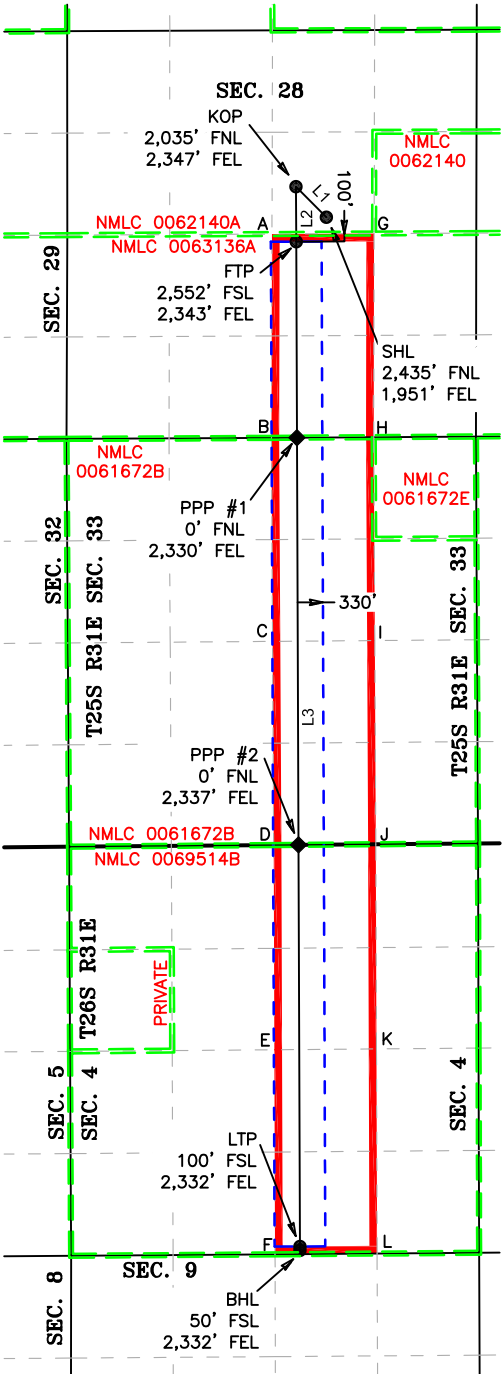 SEC. 28
KOP
2,035' FNL
2,347' FEL
NMLC
0062140
L1
L2
100'
NMLC 0062140A
A
G
NMLC 0063136A
SEC. 29
FTP
2,552' FSL
2,343' FEL
SHL
2,435' FNL
1,951' FEL
B
H
NMLC
0061672B
NMLC
0061672E
PPP #1
0' FNL
2,330' FEL
SEC. 32
SEC. 33
T25S R31E
SEC. 33
T25S R31E
330'
C
I
L3
PPP #2
0' FNL
2,337' FEL
NMLC 0061672B
D
J
NMLC 0069514B
T26S R31E
PRIVATE
E
K
SEC. 5
SEC. 4
SEC. 4
LTP
100' FSL
2,332' FEL
F
L
SEC. 9
SEC. 8
BHL
50' FSL
2,332' FEL